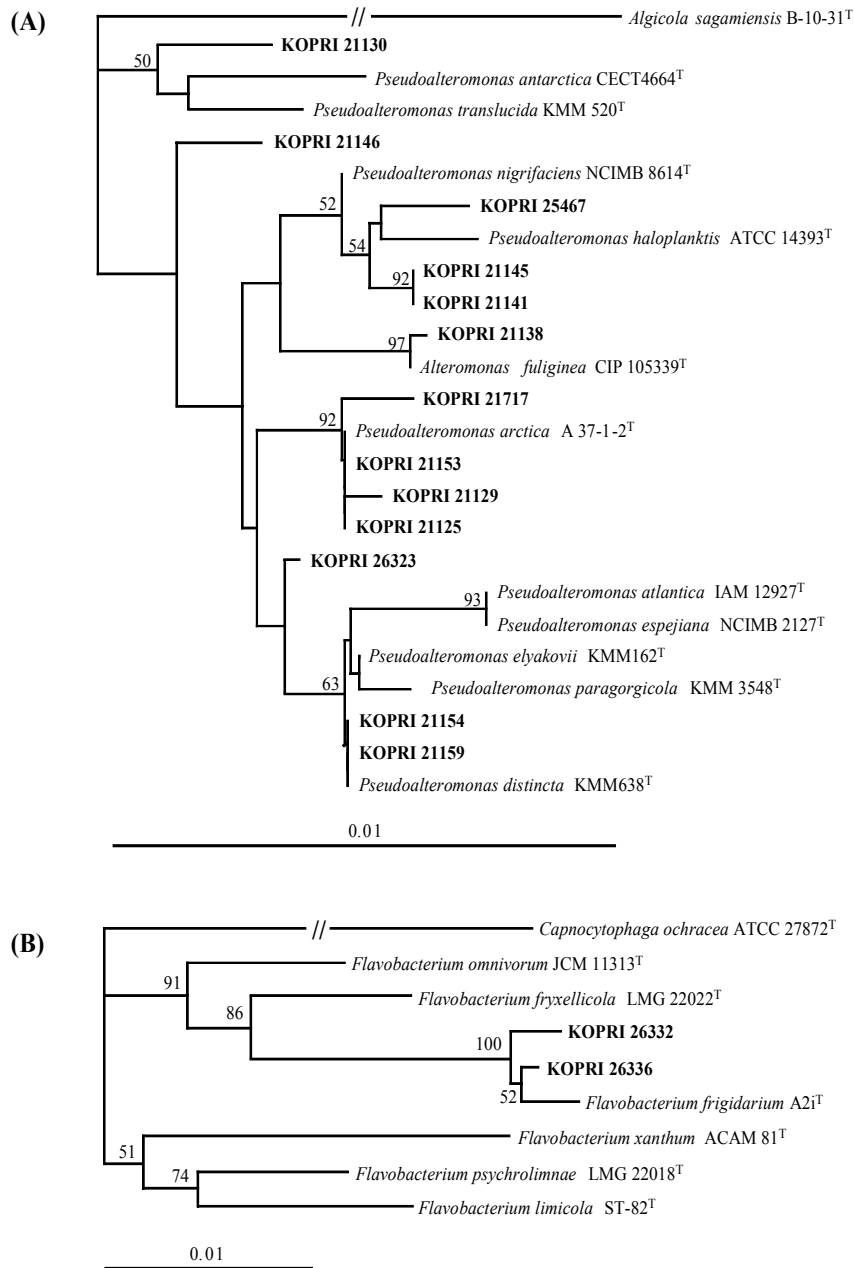 (A)
// Algicola sagamiensis B-10-31ᵀ
KOPRI 21130
50
Pseudoalteromonas antarctica CECT4664ᵀ
Pseudoalteromonas translucida KMM 520ᵀ
KOPRI 21146
Pseudoalteromonas nigrifaciens NCIMB 8614ᵀ
52 KOPRI 25467
54 Pseudoalteromonas haloplanktis ATCC 14393ᵀ
92 KOPRI 21145
KOPRI 21141
KOPRI 21138
97 Alteromonas fuliginea CIP 105339ᵀ
KOPRI 21717
92 Pseudoalteromonas arctica A 37-1-2ᵀ
KOPRI 21153
KOPRI 21129
KOPRI 21125
KOPRI 26323
93 Pseudoalteromonas atlantica IAM 12927ᵀ
Pseudoalteromonas espejiana NCIMB 2127ᵀ
Pseudoalteromonas elyakovii KMM162ᵀ
63 Pseudoalteromonas paragorgicola KMM 3548ᵀ
KOPRI 21154
KOPRI 21159
Pseudoalteromonas distincta KMM638ᵀ
0.01
(B)
// Capnocytophaga ochracea ATCC 27872ᵀ
Flavobacterium omnivorum JCM 11313ᵀ
91
Flavobacterium fryxellicola LMG 22022ᵀ
86
KOPRI 26332
100
KOPRI 26336
52 Flavobacterium frigidarium A2iᵀ
Flavobacterium xanthum ACAM 81ᵀ
51
74 Flavobacterium psychrolimnae LMG 22018ᵀ
Flavobacterium limicola ST-82ᵀ
0.01